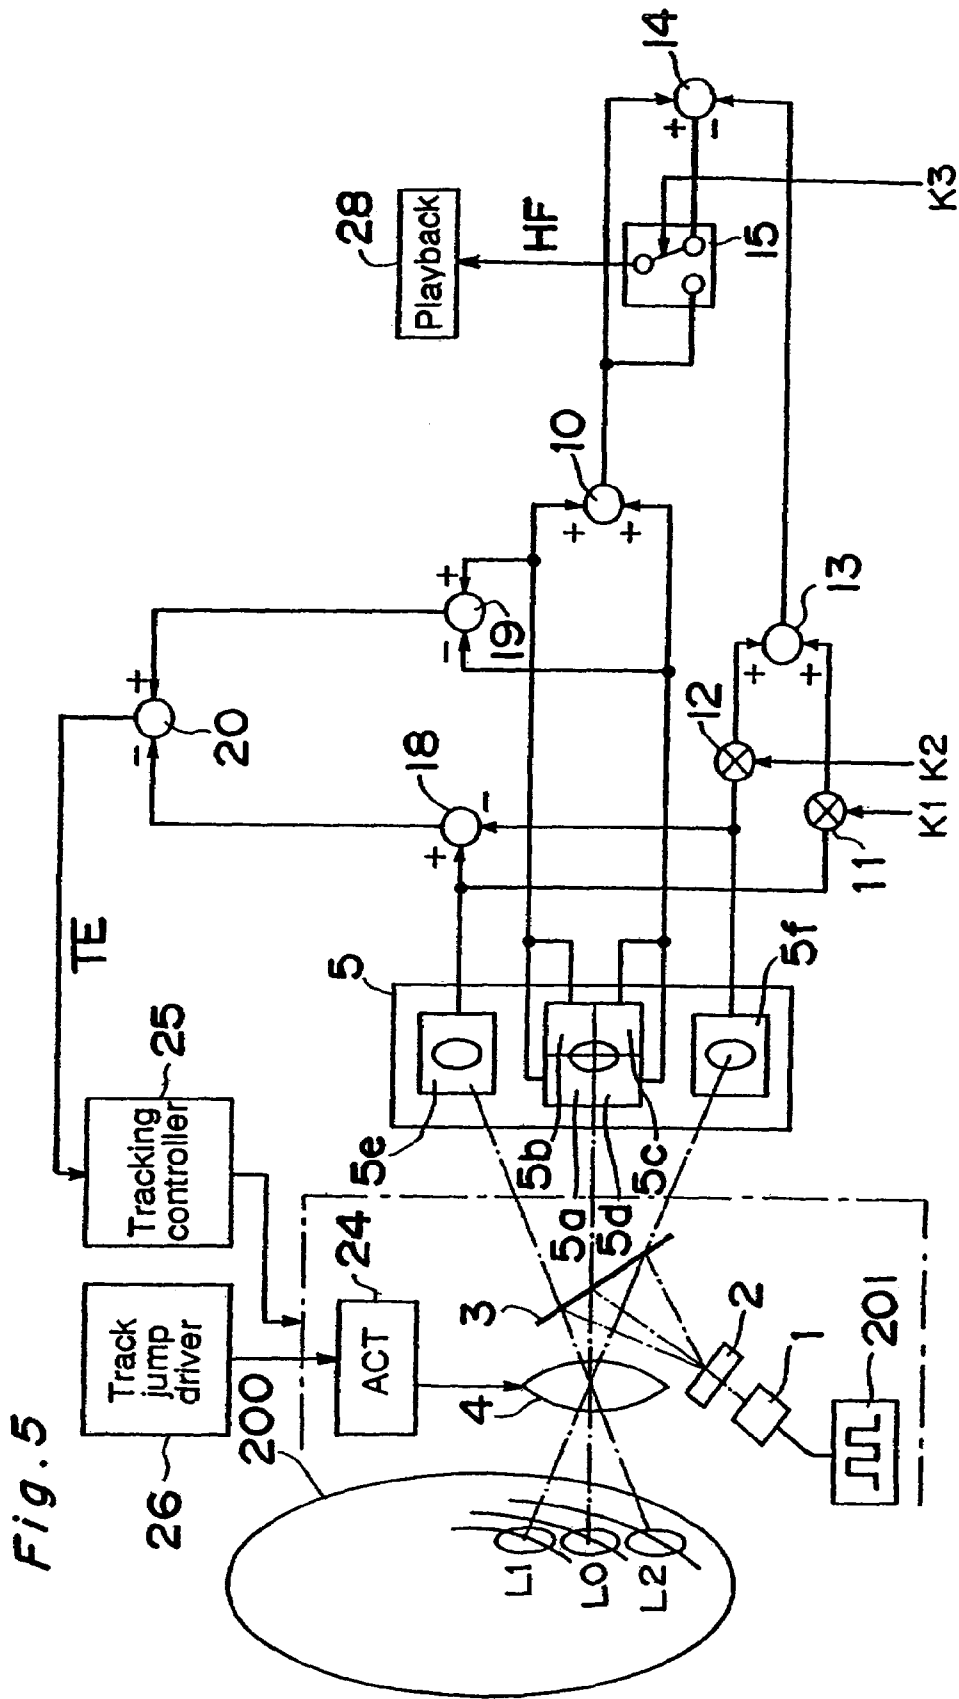 Fig. 5
26
Track
jump
driver
Tracking
controller
25
TE
200
ACT
24
20
+
-
18
+
-
19
+
-
28
Playback
HF
L1
L0
L2
4
3
2
1
201
5
5e
5b
5a
5d
5c
5f
10
+
+
12
11
K1
K2
13
+
+
14
+
-
15
K3